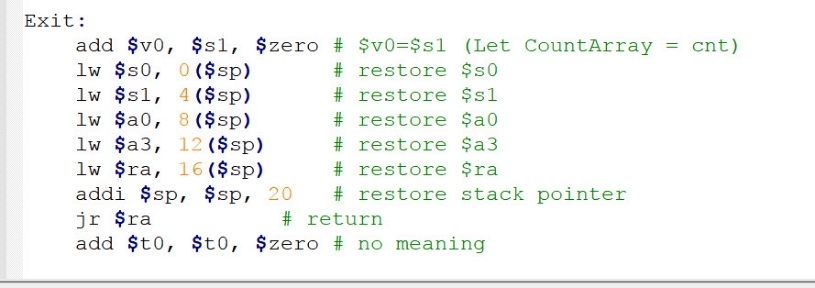 Exit:
add $v0, $s1, $zero # $v0=$s1 (Let CountArray = cnt)
lw $s0, 0($sp) # restore $s0
lw $s1, 4($sp) # restore $s1
lw $a0, 8($sp) # restore $a0
lw $a3, 12($sp) # restore $a3
lw $ra, 16($sp) # restore $ra
addi $sp, $sp, 20 # restore stack pointer
jr $ra # return
add $t0, $t0, $zero # no meaning